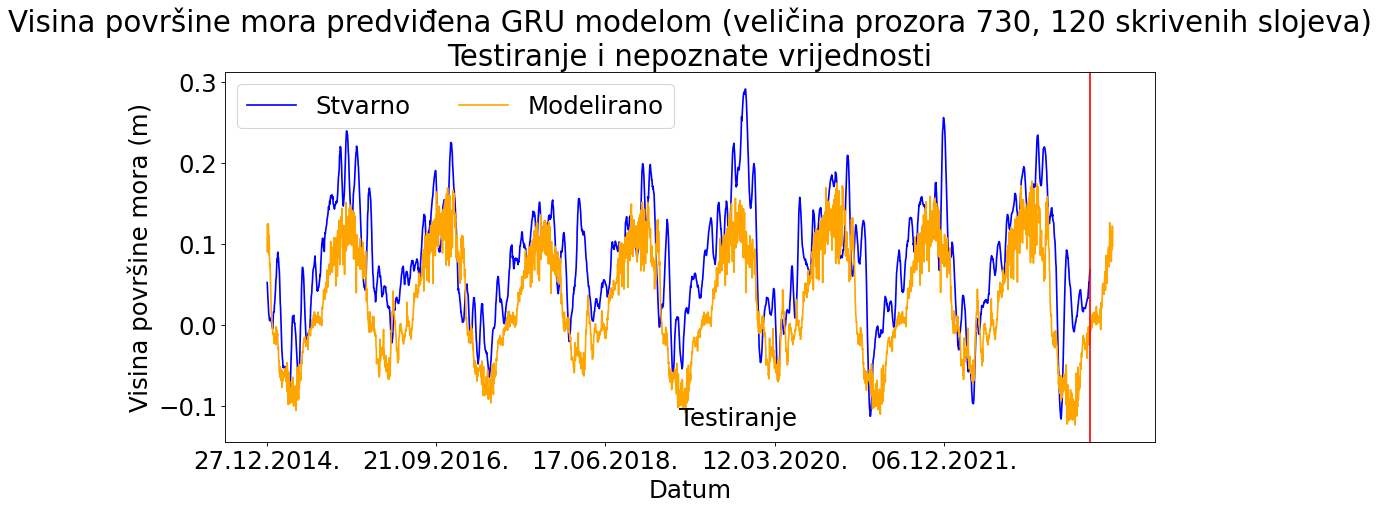 Visina površine mora predviđena GRU modelom (veličina prozora 730, 120 skrivenih slojeva)
Testiranje i nepoznate vrijednosti
Stvarno
Modelirano
Visina površine mora (m)
0.3
0.2
0.1
0.0
−0.1
Testiranje
27.12.2014.
21.09.2016.
17.06.2018.
12.03.2020.
06.12.2021.
Datum